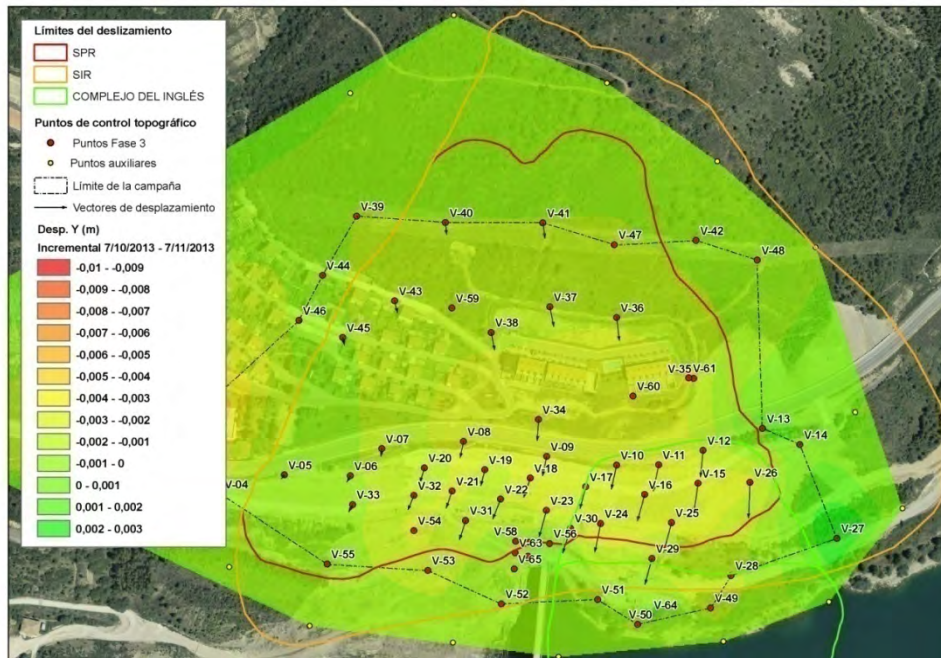 Límites del deslizamiento
SPR
SIR
COMPLEJO DEL INGLÉS
Puntos de control topográfico
Puntos Fase 3
Puntos auxiliares
Límite de la campaña
Vectores de desplazamiento
Desp. Y (m)
Incremental 7/10/2013 - 7/11/2013
-0,01 - -0,009
-0,009 - -0,008
-0,008 - -0,007
-0,007 - -0,006
-0,006 - -0,005
-0,005 - -0,004
-0,004 - -0,003
-0,003 - -0,002
-0,002 - -0,001
-0,001 - 0
0 - 0,001
0,001 - 0,002
0,002 - 0,003
V-39
V-40
V-41
V-47
V-42
V-48
V-44
V-43
V-59
V-37
V-36
V-46
V-45
V-38
V-35
V-61
V-60
V-34
V-13
V-14
V-07
V-08
V-09
V-12
V-05
V-06
V-20
V-19
V-18
V-10
V-11
V-26
V-04
V-33
V-32
V-21
V-22
V-17
V-16
V-15
V-54
V-31
V-23
V-30
V-24
V-25
V-27
V-58
V-63
V-56
V-65
V-29
V-55
V-53
V-28
V-52
V-51
V-64
V-49
V-50